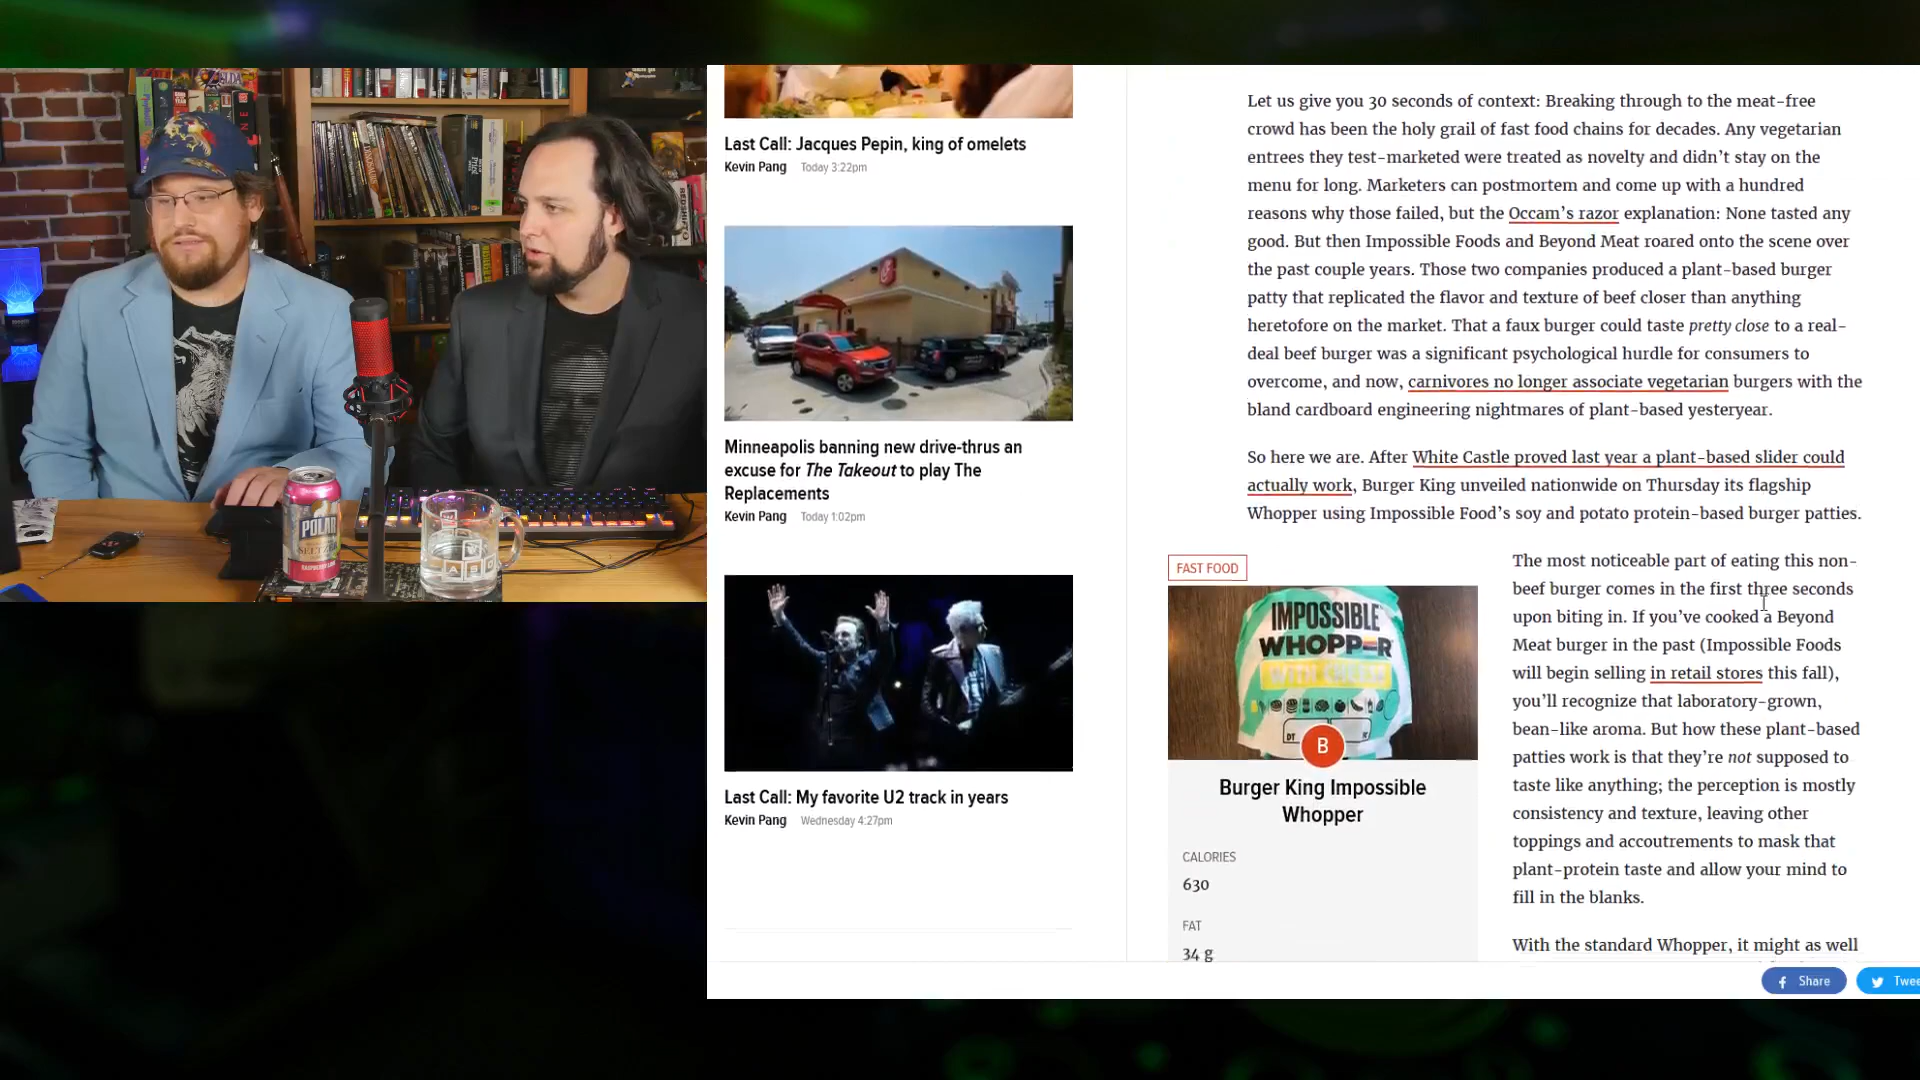 POLAR
SELTZER
Last Call: Jacques Pepin, king of omelets
Kevin Pang Today 3:22pm
Minneapolis banning new drive-thrus an
excuse for The Takeout to play The
Replacements
Kevin Pang Today 1:02pm
Last Call: My favorite U2 track in years
Kevin Pang Wednesday 4:27pm
Let us give you 30 seconds of context: Breaking through to the meat-free
crowd has been the holy grail of fast food chains for decades. Any vegetarian
entrees they test-marketed were treated as novelty and didn’t stay on the
menu for long. Marketers can postmortem and come up with a hundred
reasons why those failed, but the Occam’s razor explanation: None tasted any
good. But then Impossible Foods and Beyond Meat roared onto the scene over
the past couple years. Those two companies produced a plant-based burger
patty that replicated the flavor and texture of beef closer than anything
heretofore on the market. That a faux burger could taste pretty close to a real-
deal beef burger was a significant psychological hurdle for consumers to
overcome, and now, carnivores no longer associate vegetarian burgers with the
bland cardboard engineering nightmares of plant-based yesteryear.
So here we are. After White Castle proved last year a plant-based slider could
actually work, Burger King unveiled nationwide on Thursday its flagship
Whopper using Impossible Food’s soy and potato protein-based burger patties.
FAST FOOD
IMPOSSIBLE
WHOPPER
WITH CHEESE
DT
B
Burger King Impossible
Whopper
CALORIES
630
FAT
34 g
The most noticeable part of eating this non-
beef burger comes in the first three seconds
upon biting in. If you’ve cooked a Beyond
Meat burger in the past (Impossible Foods
will begin selling in retail stores this fall),
you’ll recognize that laboratory-grown,
bean-like aroma. But how these plant-based
patties work is that they’re not supposed to
taste like anything; the perception is mostly
consistency and texture, leaving other
toppings and accoutrements to mask that
plant-protein taste and allow your mind to
fill in the blanks.
With the standard Whopper, it might as well
Share
Twee